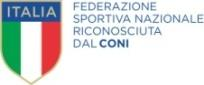 ITALIA
FEDERAZIONE
SPORTIVA NAZIONALE
RICONOSCIUTA
DAL CONI